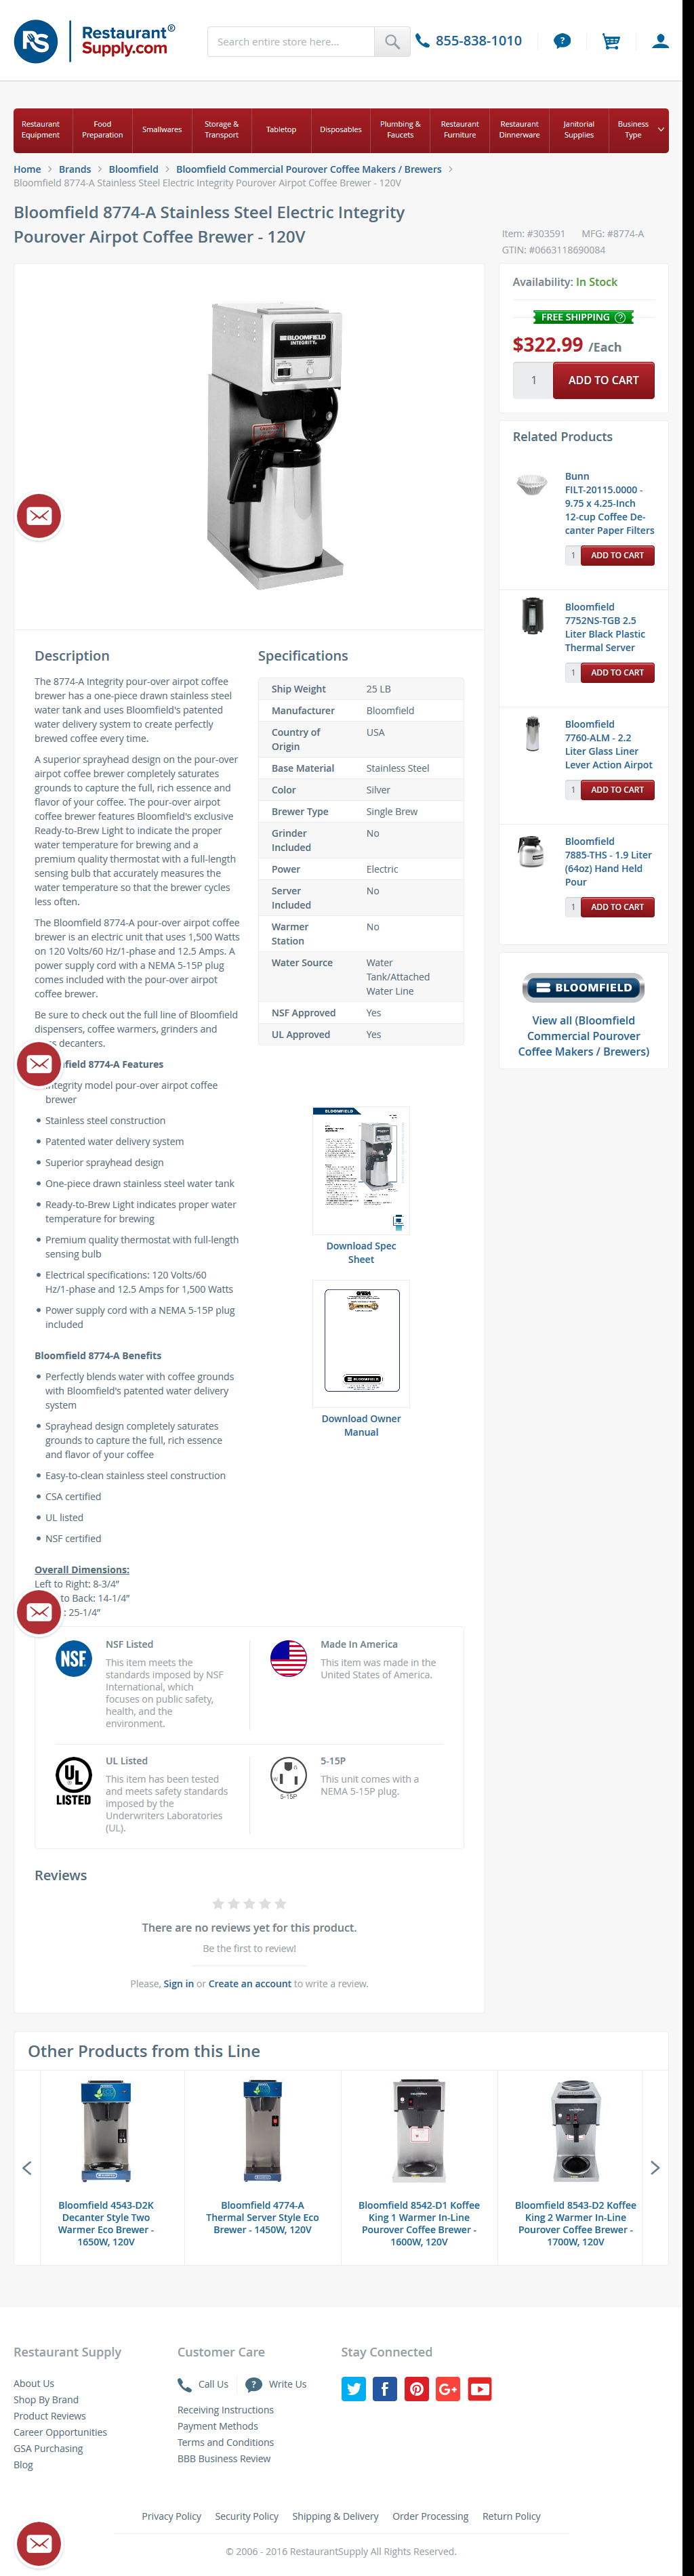 RS
Restaurant®
Supply.com
Search entire store here...
855-838-1010
Restaurant
Equipment
Food
Preparation
Smallwares
Storage &
Transport
Tabletop
Disposables
Plumbing &
Faucets
Restaurant
Furniture
Restaurant
Dinnerware
Janitorial
Supplies
Business
Type
Home > Brands > Bloomfield > Bloomfield Commercial Pourover Coffee Makers / Brewers >
Bloomfield 8774-A Stainless Steel Electric Integrity Pourover Airpot Coffee Brewer - 120V
Bloomfield 8774-A Stainless Steel Electric Integrity
Pourover Airpot Coffee Brewer - 120V
Item: #303591 MFG: #8774-A
GTIN: #0663118690084
BLOOMFIELD
INTEGRITY
Availability: In Stock
FREE SHIPPING ?
$322.99 /Each
1 ADD TO CART
Related Products
Bunn
FILT-20115.0000 -
9.75 x 4.25-Inch
12-cup Coffee De-
canter Paper Filters
1 ADD TO CART
Bloomfield
7752NS-TGB 2.5
Liter Black Plastic
Thermal Server
1 ADD TO CART
Bloomfield
7760-ALM - 2.2
Liter Glass Liner
Lever Action Airpot
1 ADD TO CART
Bloomfield
7885-THS - 1.9 Liter
(64oz) Hand Held
Pour
1 ADD TO CART
BLOOMFIELD
View all (Bloomfield
Commercial Pourover
Coffee Makers / Brewers)
Description
The 8774-A Integrity pour-over airpot coffee
brewer has a one-piece drawn stainless steel
water tank and uses Bloomfield's patented
water delivery system to create perfectly
brewed coffee every time.
A superior sprayhead design on the pour-over
airpot coffee brewer completely saturates
grounds to capture the full, rich essence and
flavor of your coffee. The pour-over airpot
coffee brewer features Bloomfield's exclusive
Ready-to-Brew Light to indicate the proper
water temperature for brewing and a
premium quality thermostat with a full-length
sensing bulb that accurately measures the
water temperature so that the brewer cycles
less often.
The Bloomfield 8774-A pour-over airpot coffee
brewer is an electric unit that uses 1,500 Watts
on 120 Volts/60 Hz/1-phase and 12.5 Amps. A
power supply cord with a NEMA 5-15P plug
comes included with the pour-over airpot
coffee brewer.
Be sure to check out the full line of Bloomfield
dispensers, coffee warmers, grinders and
decanters.
field 8774-A Features
Integrity model pour-over airpot coffee
brewer
Stainless steel construction
Patented water delivery system
Superior sprayhead design
One-piece drawn stainless steel water tank
Ready-to-Brew Light indicates proper water
temperature for brewing
Premium quality thermostat with full-length
sensing bulb
Electrical specifications: 120 Volts/60
Hz/1-phase and 12.5 Amps for 1,500 Watts
Power supply cord with a NEMA 5-15P plug
included
Bloomfield 8774-A Benefits
Perfectly blends water with coffee grounds
with Bloomfield's patented water delivery
system
Sprayhead design completely saturates
grounds to capture the full, rich essence
and flavor of your coffee
Easy-to-clean stainless steel construction
CSA certified
UL listed
NSF certified
Overall Dimensions:
Left to Right: 8-3/4"
to Back: 14-1/4"
: 25-1/4"
Specifications
Ship Weight 25 LB
Manufacturer Bloomfield
Country of
Origin USA
Base Material Stainless Steel
Color Silver
Brewer Type Single Brew
Grinder
Included No
Power Electric
Server
Included No
Warmer
Station No
Water Source Water
Tank/Attached
Water Line
NSF Approved Yes
UL Approved Yes
BLOOMFIELD
Download Spec
Sheet
BLOOMFIELD
Download Owner
Manual
NSF
NSF Listed
This item meets the
standards imposed by NSF
International, which
focuses on public safety,
health, and the
environment.
Made In America
This item was made in the
United States of America.
UL
LISTED
UL Listed
This item has been tested
and meets safety standards
imposed by the
Underwriters Laboratories
(UL).
5-15P
5-15P
This unit comes with a
NEMA 5-15P plug.
Reviews
There are no reviews yet for this product.
Be the first to review!
Please, Sign in or Create an account to write a review.
Other Products from this Line
Bloomfield 4543-D2K
Decanter Style Two
Warmer Eco Brewer -
1650W, 120V
Bloomfield 4774-A
Thermal Server Style Eco
Brewer - 1450W, 120V
Bloomfield 8542-D1 Koffee
King 1 Warmer In-Line
Pourover Coffee Brewer -
1600W, 120V
Bloomfield 8543-D2 Koffee
King 2 Warmer In-Line
Pourover Coffee Brewer -
1700W, 120V
Restaurant Supply
About Us
Shop By Brand
Product Reviews
Career Opportunities
GSA Purchasing
Blog
Customer Care
Call Us
Write Us
Receiving Instructions
Payment Methods
Terms and Conditions
BBB Business Review
Stay Connected
Privacy Policy Security Policy Shipping & Delivery Order Processing Return Policy
© 2006 - 2016 RestaurantSupply All Rights Reserved.